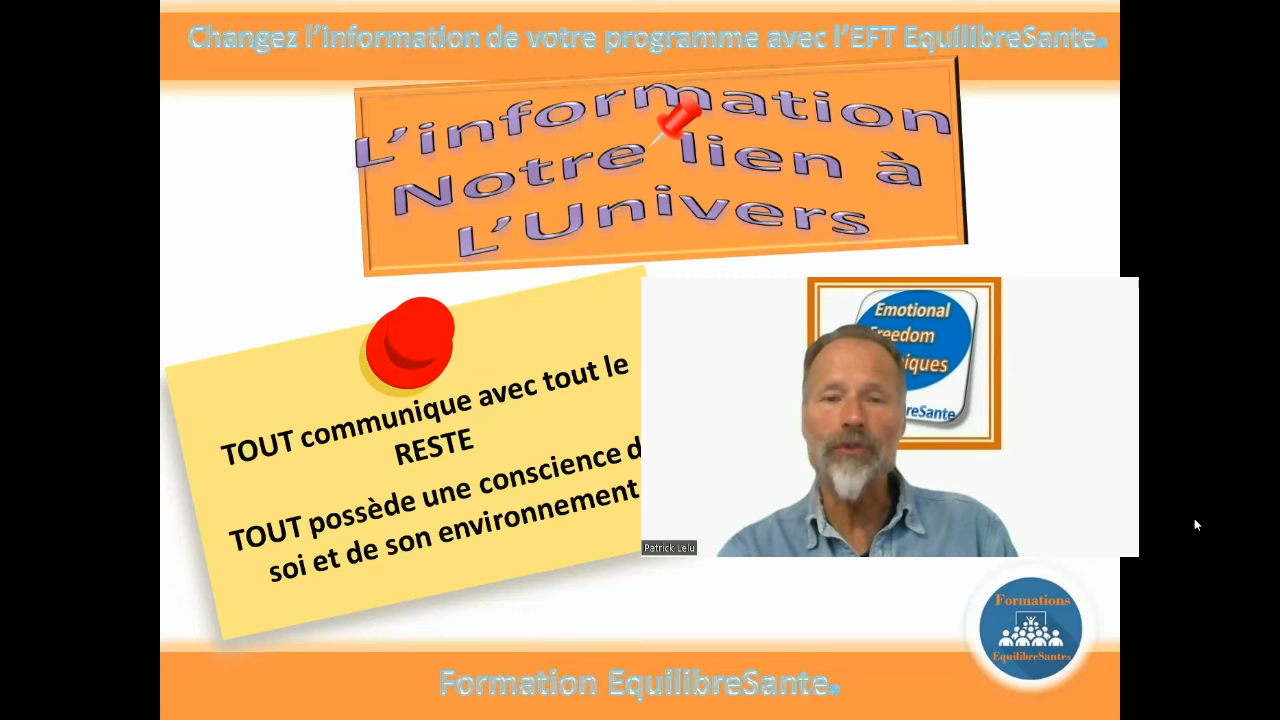 Changez l'information de votre programme avec l'EFT EquilibreSante.
L'information
Notre lien à
L'Univers
TOUT communique avec tout le
RESTE
TOUT possède une conscience d
soi et de son environnement
Emotional
Freedom
iques
breSante
Patrick Lelu
Formations
EquilibreSante.
Formation EquilibreSante.